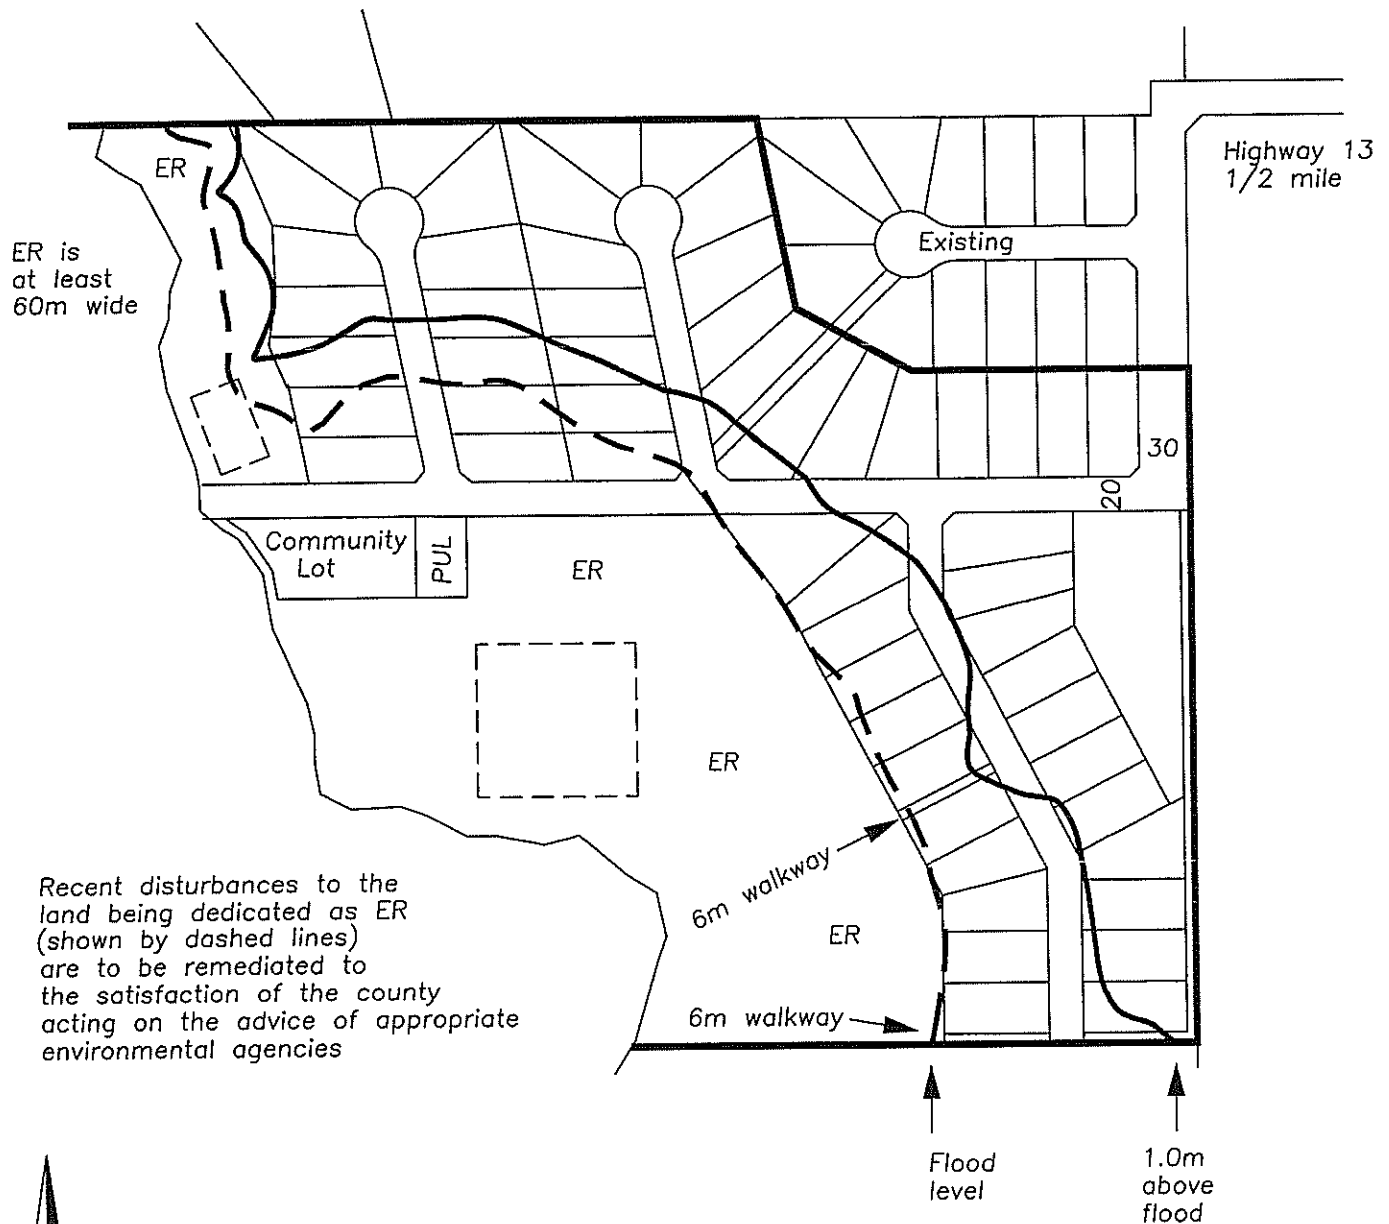 Highway 13
1/2 mile
ER
Existing
ER is
at least
60m wide
30
20
Community
Lot
PUL
ER
ER
6m walkway
ER
Recent disturbances to the
land being dedicated as ER
(shown by dashed lines)
are to be remediated to
the satisfaction of the county
acting on the advice of appropriate
environmental agencies
6m walkway
Flood
level
1.0m
above
flood